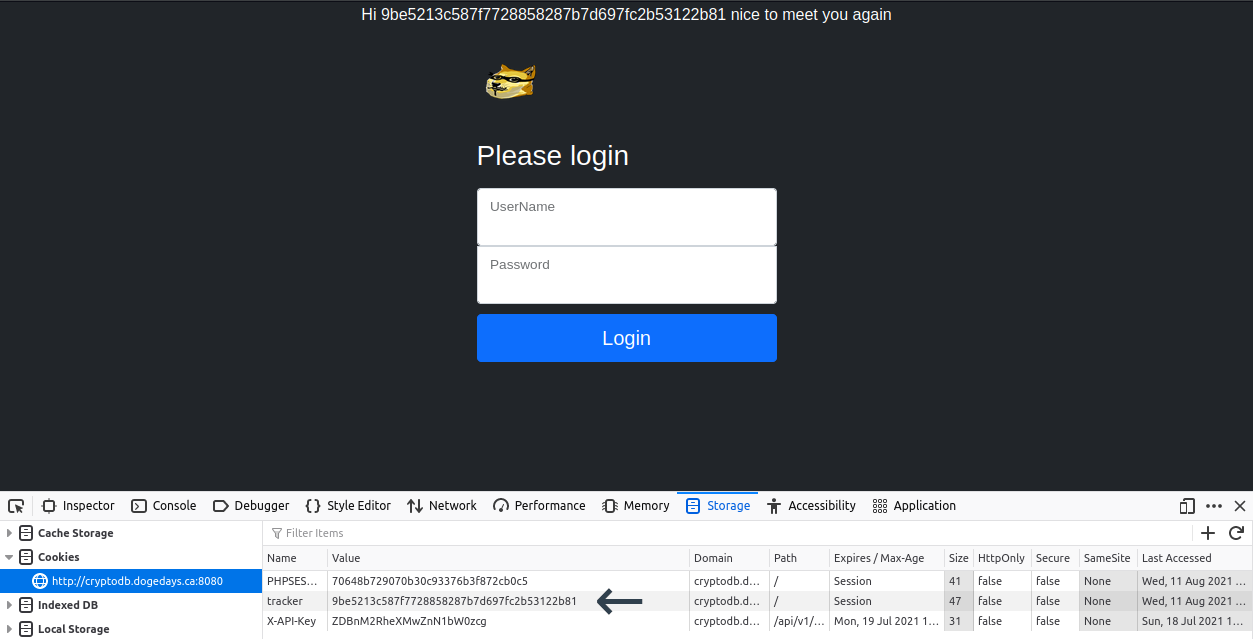 Hi 9be5213c587f7728858287b7d697fc2b53122b81 nice to meet you again
Please login
UserName
Password
Login
Inspector Console Debugger Style Editor Network Performance Memory Storage Accessibility Application
Cache Storage
Cookies
http://cryptodb.dogedays.ca:8080
Indexed DB
Local Storage
Filter Items
Name Value Domain Path Expires / Max-Age Size HttpOnly Secure SameSite Last Accessed
PHPSES... 70648b729070b30c93376b3f872cb0c5 cryptodb.d... / Session 41 false false None Wed, 11 Aug 2021 ...
tracker 9be5213c587f7728858287b7d697fc2b53122b81 cryptodb.d... / Session 47 false false None Wed, 11 Aug 2021 ...
X-API-Key ZDBnM2RheXMwZnN1bW0zcg cryptodb.d... /api/v1/... Mon, 19 Jul 2021 1... 31 false false None Sun, 18 Jul 2021 1...